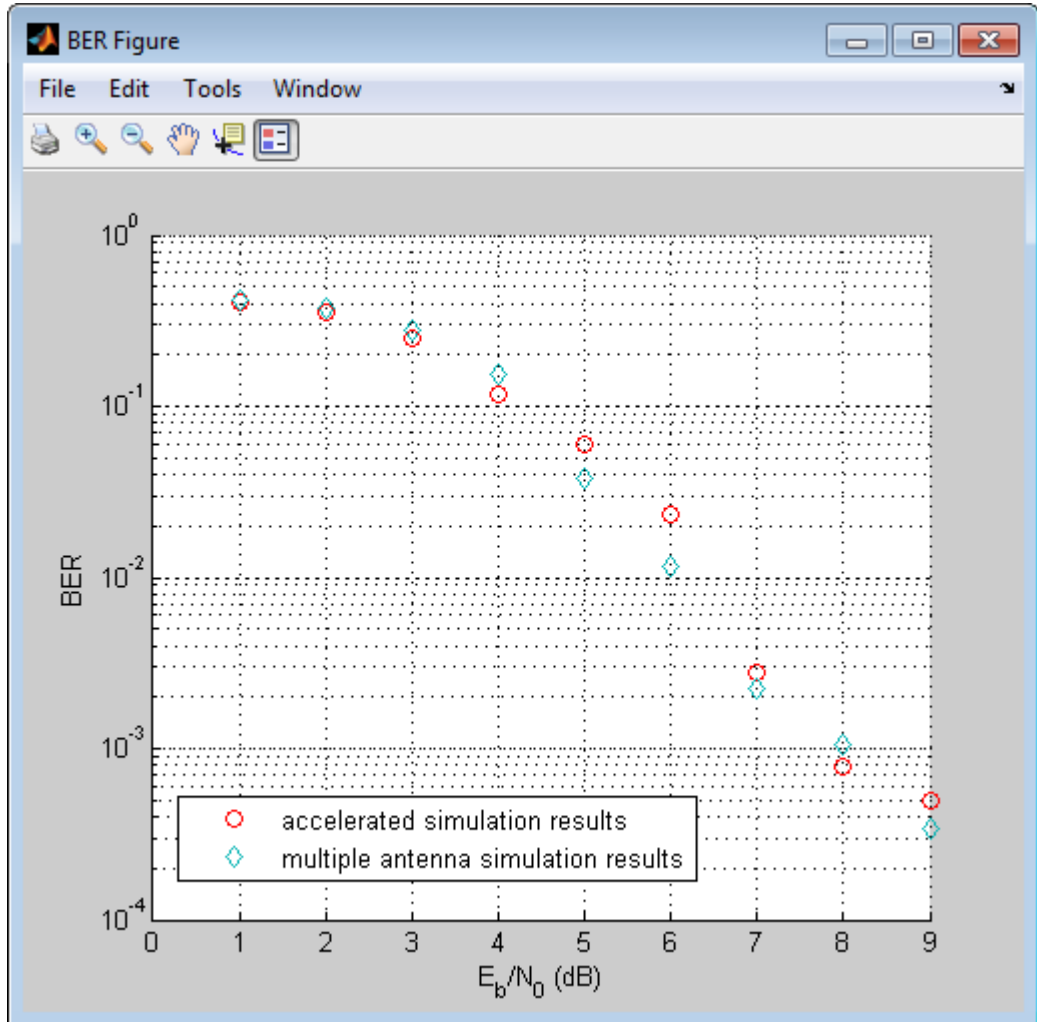 BER Figure
File Edit Tools Window
10^0
10^-1
10^-2
10^-3
10^-4
BER
accelerated simulation results
multiple antenna simulation results
0 1 2 3 4 5 6 7 8 9
E_b/N_0 (dB)